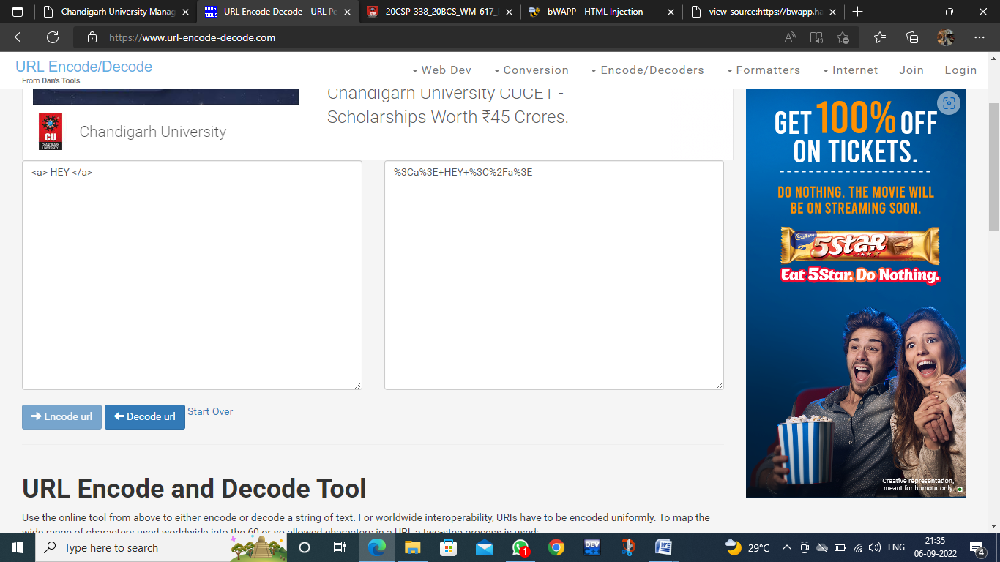 Chandigarh University Manag
URL Encode Decode - URL Pe
20CSP-338_20BCS_WM-617_
bWAPP - HTML Injection
view-source:https://bwapp.ha
https://www.url-encode-decode.com
URL Encode/Decode
From Dan's Tools
Web Dev
Conversion
Encode/Decoders
Formatters
Internet
Join
Login
Chandigarh University CUCET -
Scholarships Worth ₹45 Crores.
CU
CHANDIGARH
UNIVERSITY
Chandigarh University
<a> HEY </a>
%3Ca%3E+HEY+%3C%2Fa%3E
Encode url
Decode url
Start Over
URL Encode and Decode Tool
Use the online tool from above to either encode or decode a string of text. For worldwide interoperability, URIs have to be encoded uniformly. To map the
wide range of characters used worldwide into the 60 or so allowed characters in a URI, a two-step process is used:
GET 100% OFF
ON TICKETS.
DO NOTHING. THE MOVIE WILL
BE ON STREAMING SOON.
Cadbury
5STAR
Eat 5Star. Do Nothing.
Creative representation,
meant for humour only.
Type here to search
1
DEV
29°C
ENG
21:35
06-09-2022
4